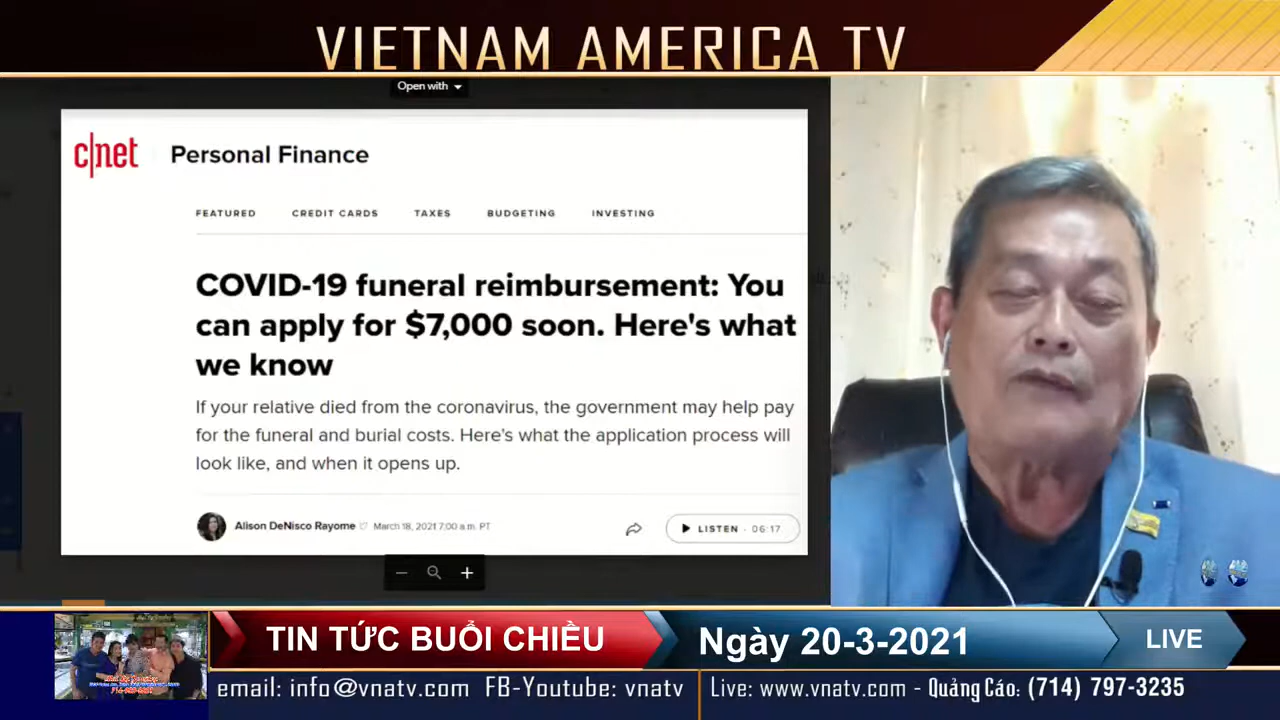 VIETNAM AMERICA TV
Open with
c|net Personal Finance
FEATURED CREDIT CARDS TAXES BUDGETING INVESTING
COVID-19 funeral reimbursement: You
can apply for $7,000 soon. Here's what
we know
If your relative died from the coronavirus, the government may help pay
for the funeral and burial costs. Here's what the application process will
look like, and when it opens up.
Alison DeNisco Rayome March 18, 2021 7:00 a.m. PT
LISTEN - 06:17
TIN TỨC BUỔI CHIỀU Ngày 20-3-2021 LIVE
email: info@vnatv.com FB-Youtube: vnatv Live: www.vnatv.com - Quảng Cáo: (714) 797-3235